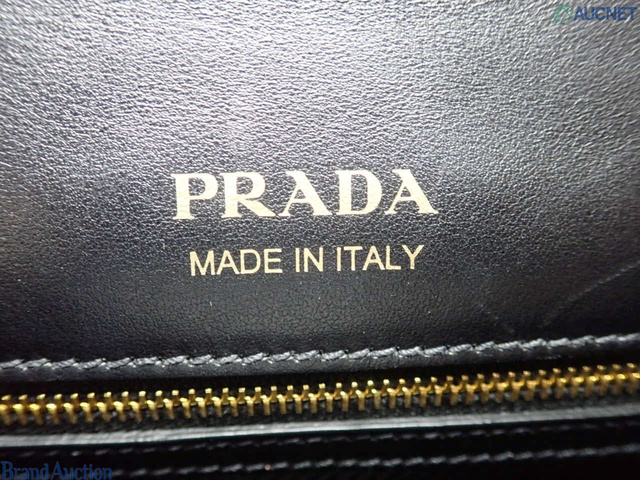 AUCNET
PRADA
MADE IN ITALY
Brand Auction